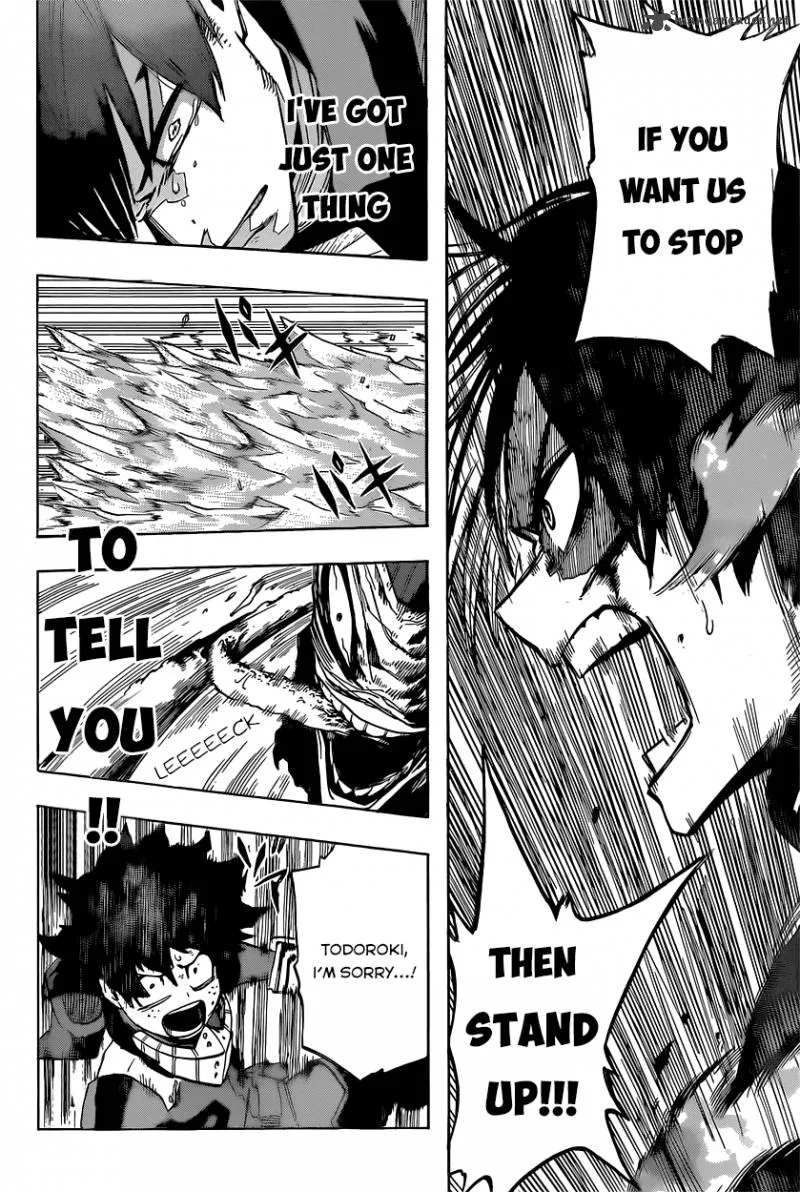 IF YOU
WANT US
TO STOP
THEN
STAND
UP!!!
I'VE GOT
JUST ONE
THING
TO
TELL
YOU
LEEEEEECK
!!
TODOROKI,
I'M SORRY...!